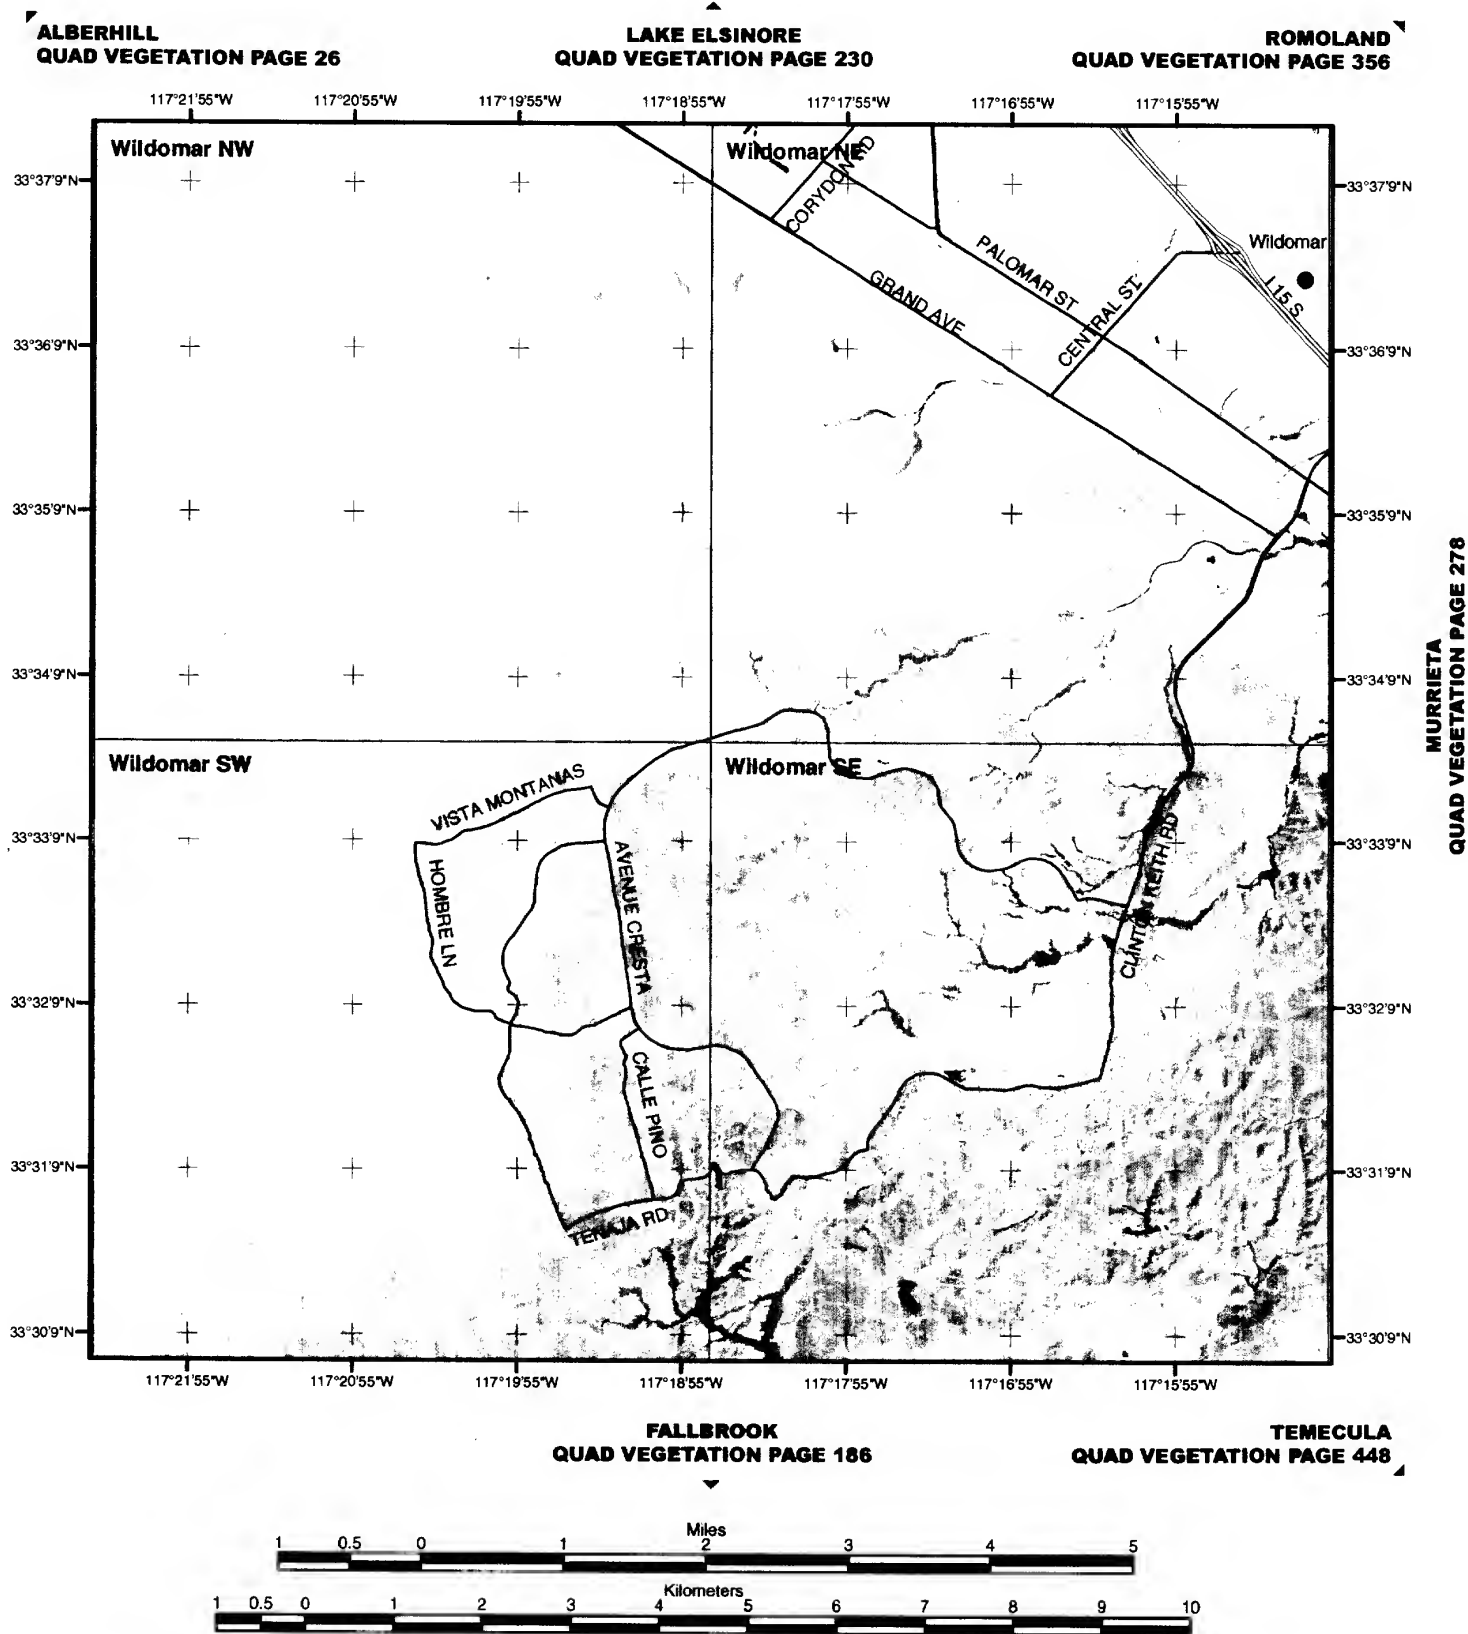 ALBERHILL
QUAD VEGETATION PAGE 26
LAKE ELSINORE
QUAD VEGETATION PAGE 230
ROMOLAND
QUAD VEGETATION PAGE 356
117°21'55"W 117°20'55"W 117°19'55"W 117°18'55"W 117°17'55"W 117°16'55"W 117°15'55"W
Wildomar NW
Wildomar NE
33°37'9"N
33°37'9"N
CORYDON RD
PALOMAR ST
Wildomar
I 15 S
GRAND AVE
CENTRAL ST
33°36'9"N
33°36'9"N
33°35'9"N
33°35'9"N
MURRIETA
QUAD VEGETATION PAGE 278
33°34'9"N
33°34'9"N
Wildomar SW
Wildomar SE
VISTA MONTANAS
33°33'9"N
33°33'9"N
HOMBRE LN
AVENUE CRESTA
CLINTON KEITH RD
33°32'9"N
33°32'9"N
CALLE PINO
33°31'9"N
33°31'9"N
TENAJA RD
33°30'9"N
33°30'9"N
117°21'55"W 117°20'55"W 117°19'55"W 117°18'55"W 117°17'55"W 117°16'55"W 117°15'55"W
FALLBROOK
QUAD VEGETATION PAGE 186
TEMECULA
QUAD VEGETATION PAGE 448
Miles
1 0.5 0 1 2 3 4 5
Kilometers
1 0.5 0 1 2 3 4 5 6 7 8 9 10